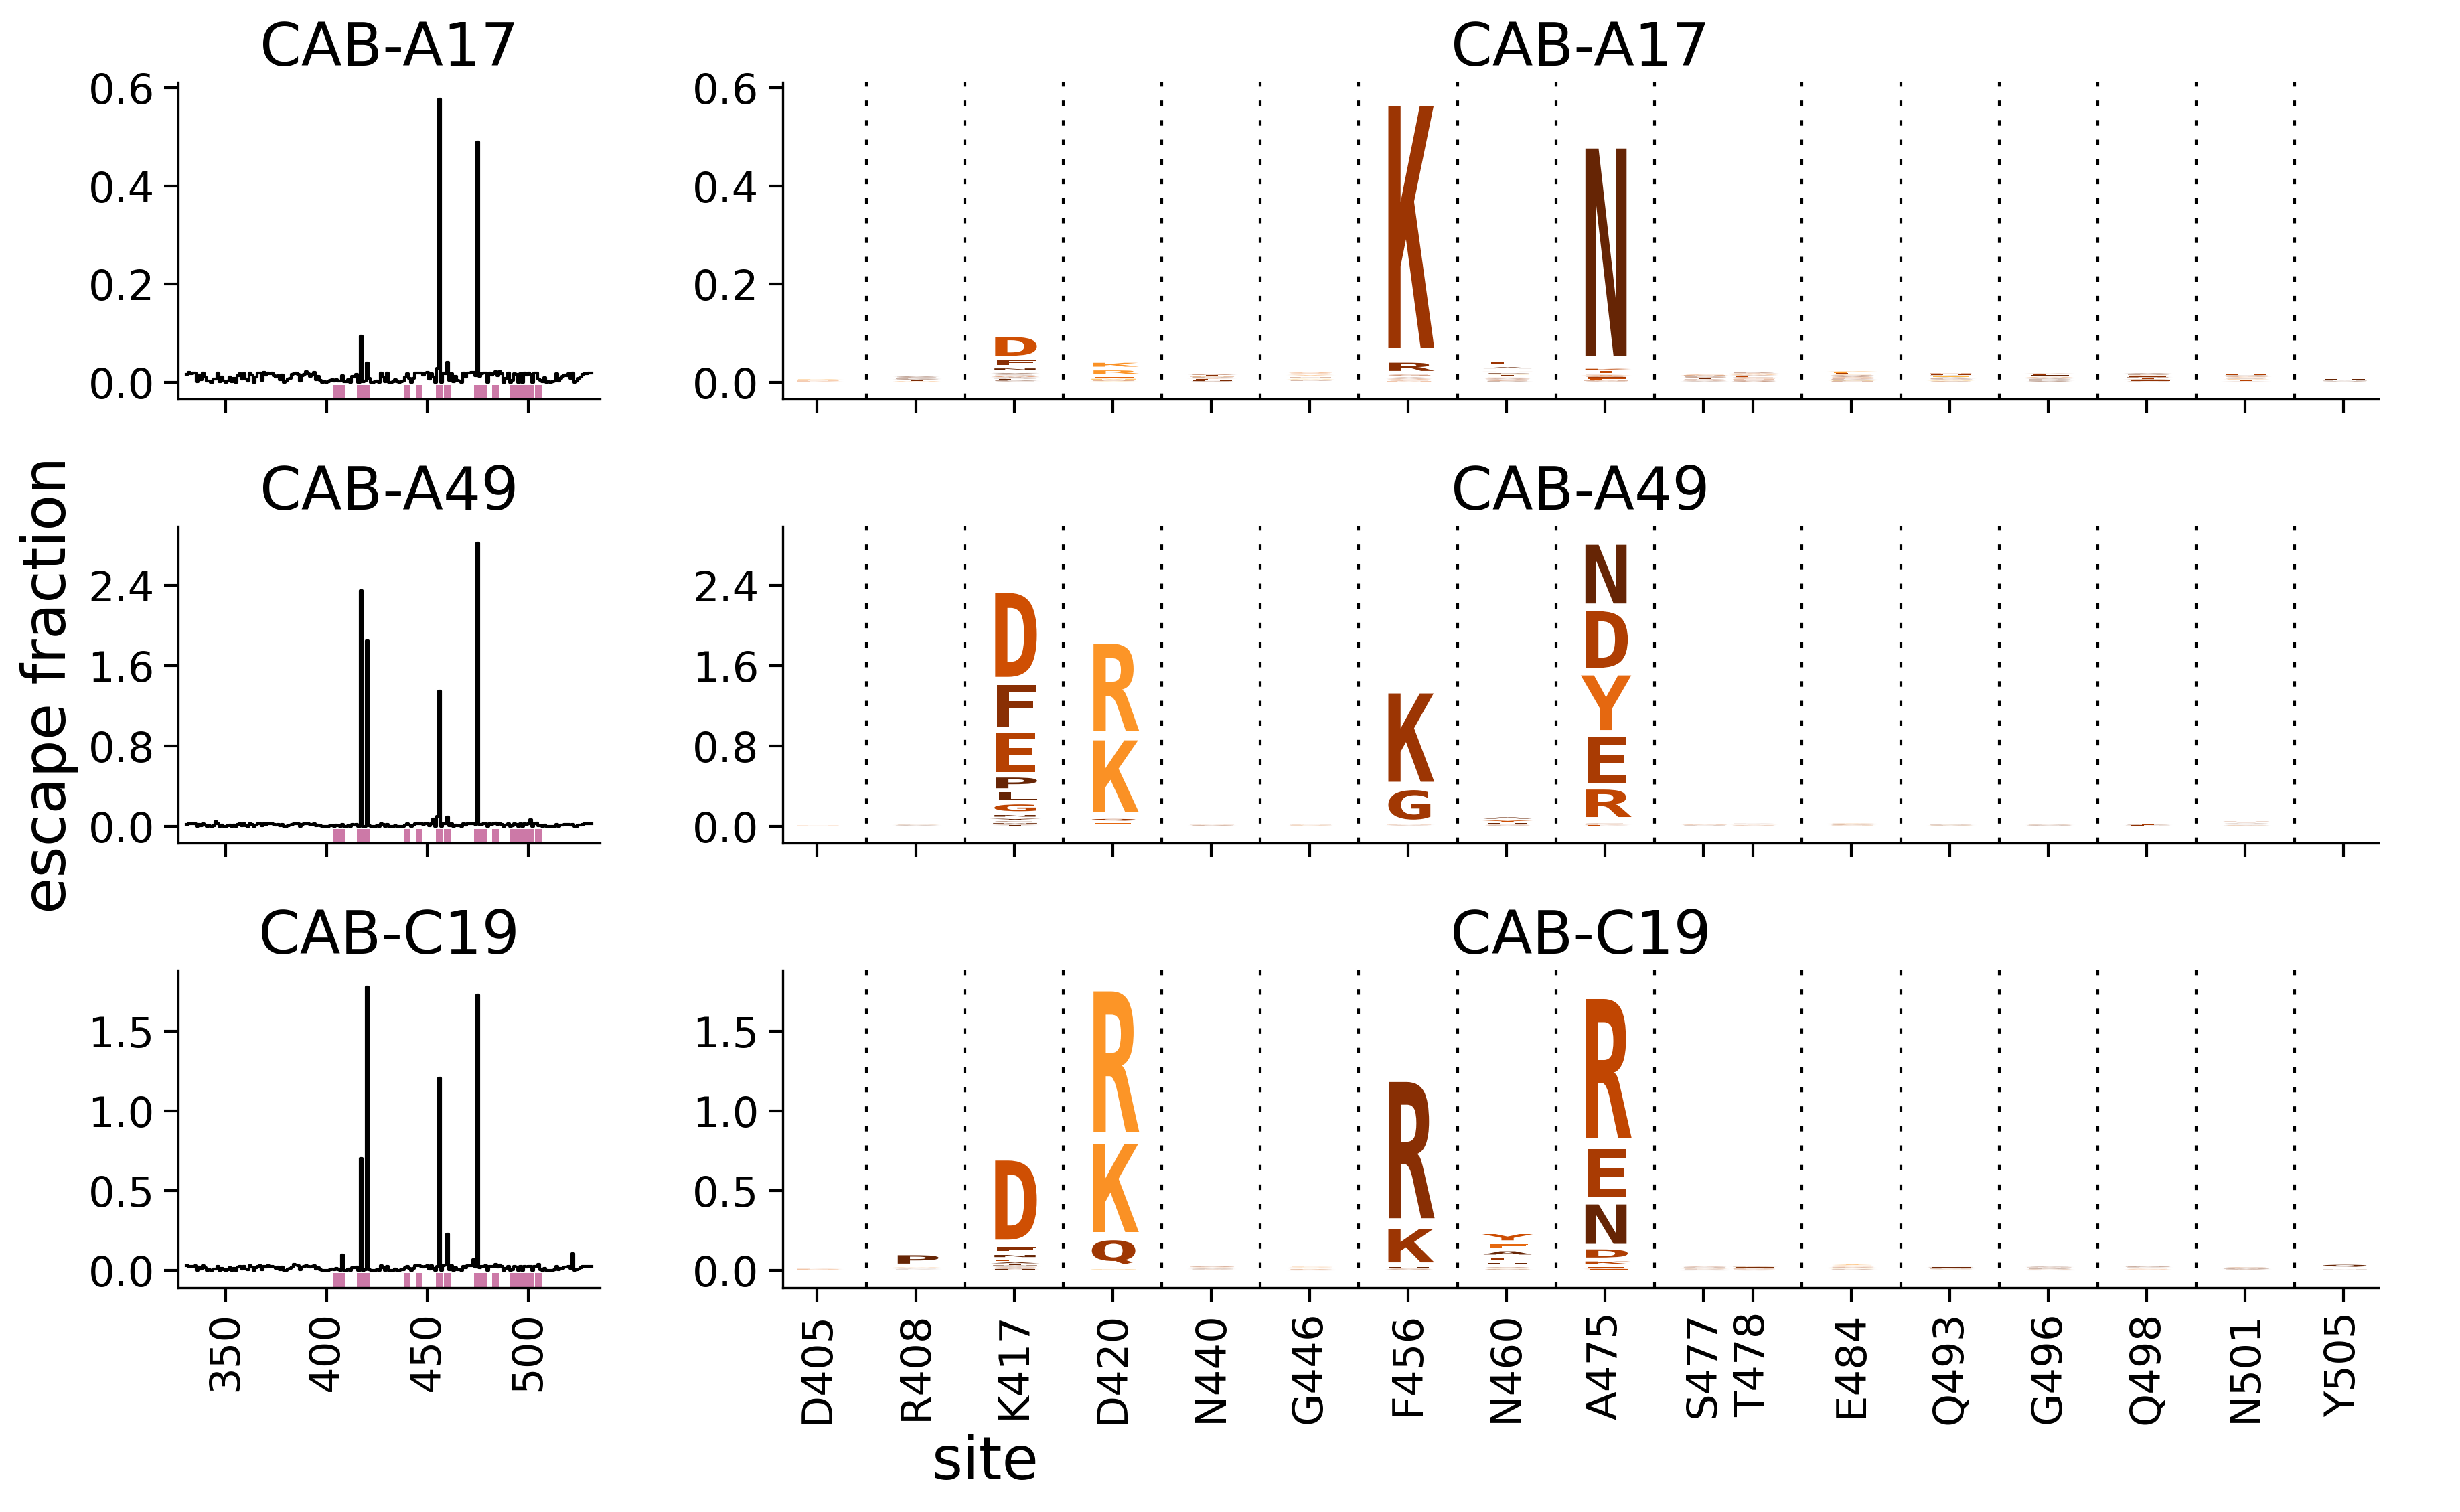 CAB-A17
CAB-A17
0.6
0.4
0.2
0.0
0.6
0.4
0.2
0.0
D
K
R
K
R
N
CAB-A49
CAB-A49
escape fraction
2.4
1.6
0.8
0.0
2.4
1.6
0.8
0.0
D
F
E
P
L
G
R
K
K
G
N
D
Y
E
R
CAB-C19
CAB-C19
1.5
1.0
0.5
0.0
1.5
1.0
0.5
0.0
P
D
R
K
Q
R
K
Y
R
E
N
D
350
400
450
500
D405
R408
K417
D420
N440
G446
F456
N460
A475
S477
T478
E484
Q493
G496
Q498
N501
Y505
site